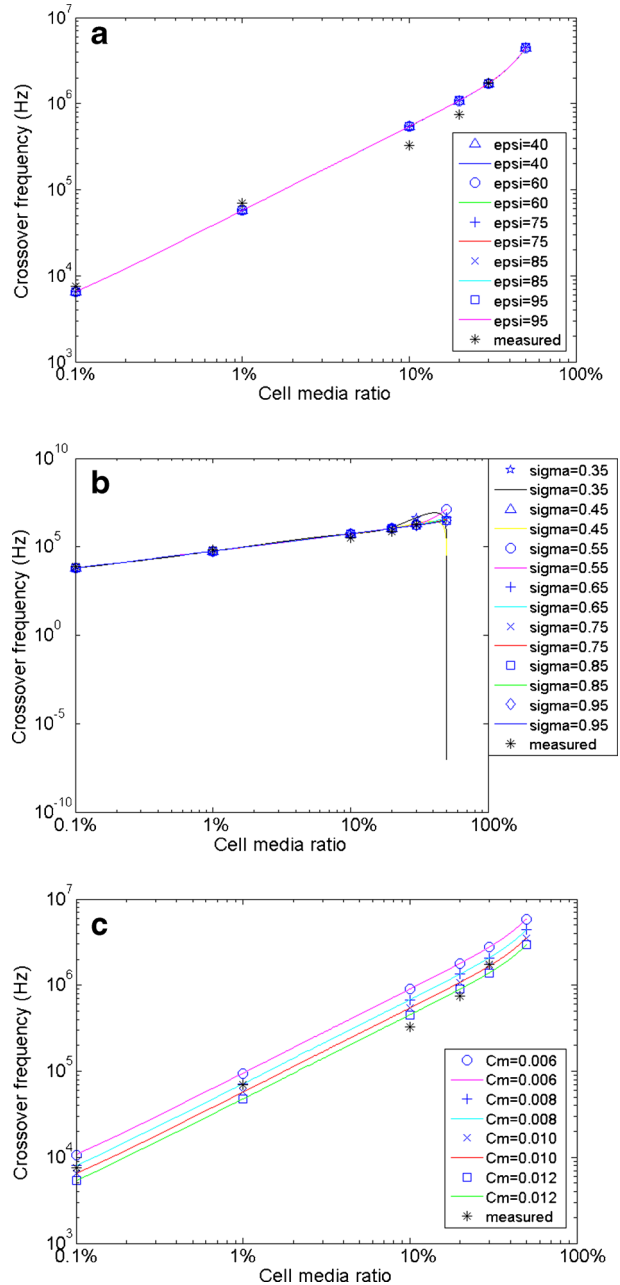 a
Crossover frequency (Hz)
10^7
10^6
10^5
10^4
10^3
0.1%
1%
10%
100%
Cell media ratio
epsi=40
epsi=40
epsi=60
epsi=60
epsi=75
epsi=75
epsi=85
epsi=85
epsi=95
epsi=95
measured
b
Crossover frequency (Hz)
10^10
10^5
10^0
10^-5
10^-10
0.1%
1%
10%
100%
Cell media ratio
sigma=0.35
sigma=0.35
sigma=0.45
sigma=0.45
sigma=0.55
sigma=0.55
sigma=0.65
sigma=0.65
sigma=0.75
sigma=0.75
sigma=0.85
sigma=0.85
sigma=0.95
sigma=0.95
measured
c
Crossover frequency (Hz)
10^7
10^6
10^5
10^4
10^3
0.1%
1%
10%
100%
Cell media ratio
Cm=0.006
Cm=0.006
Cm=0.008
Cm=0.008
Cm=0.010
Cm=0.010
Cm=0.012
Cm=0.012
measured